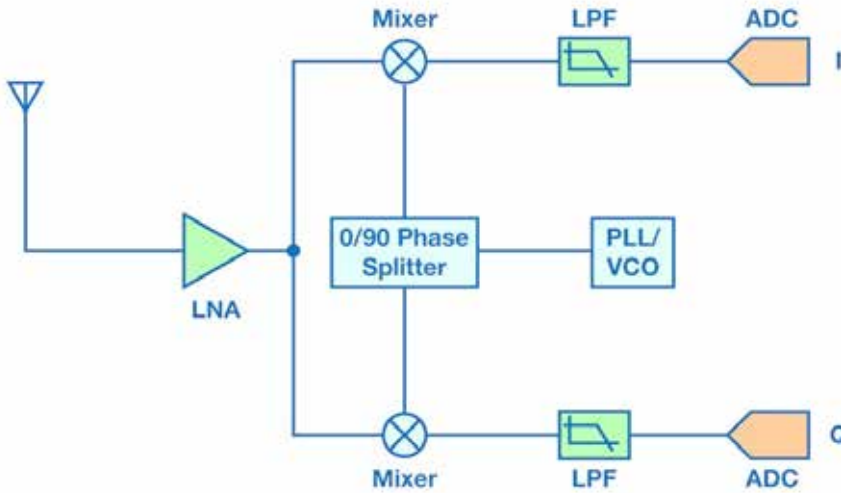 Mixer
LPF
ADC
0/90 Phase
Splitter
PLL/
VCO
LNA
Mixer
LPF
ADC